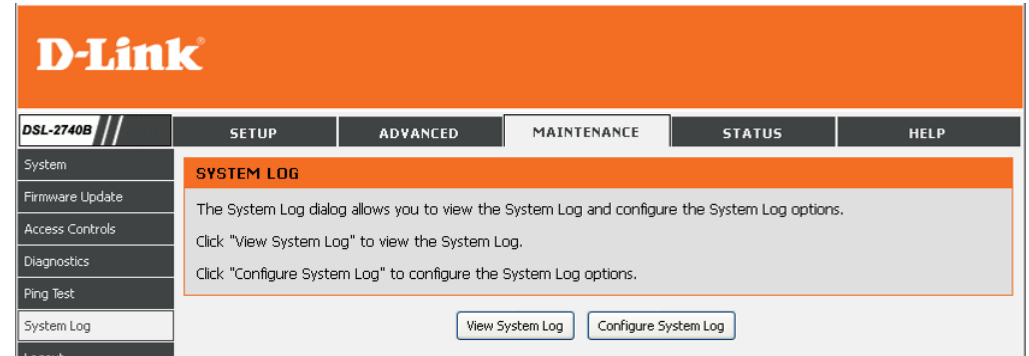 D-Link
DSL-2740B
SETUP
ADVANCED
MAINTENANCE
STATUS
HELP
System
Firmware Update
Access Controls
Diagnostics
Ping Test
System Log
Logout
SYSTEM LOG
The System Log dialog allows you to view the System Log and configure the System Log options.
Click "View System Log" to view the System Log.
Click "Configure System Log" to configure the System Log options.
View System Log
Configure System Log